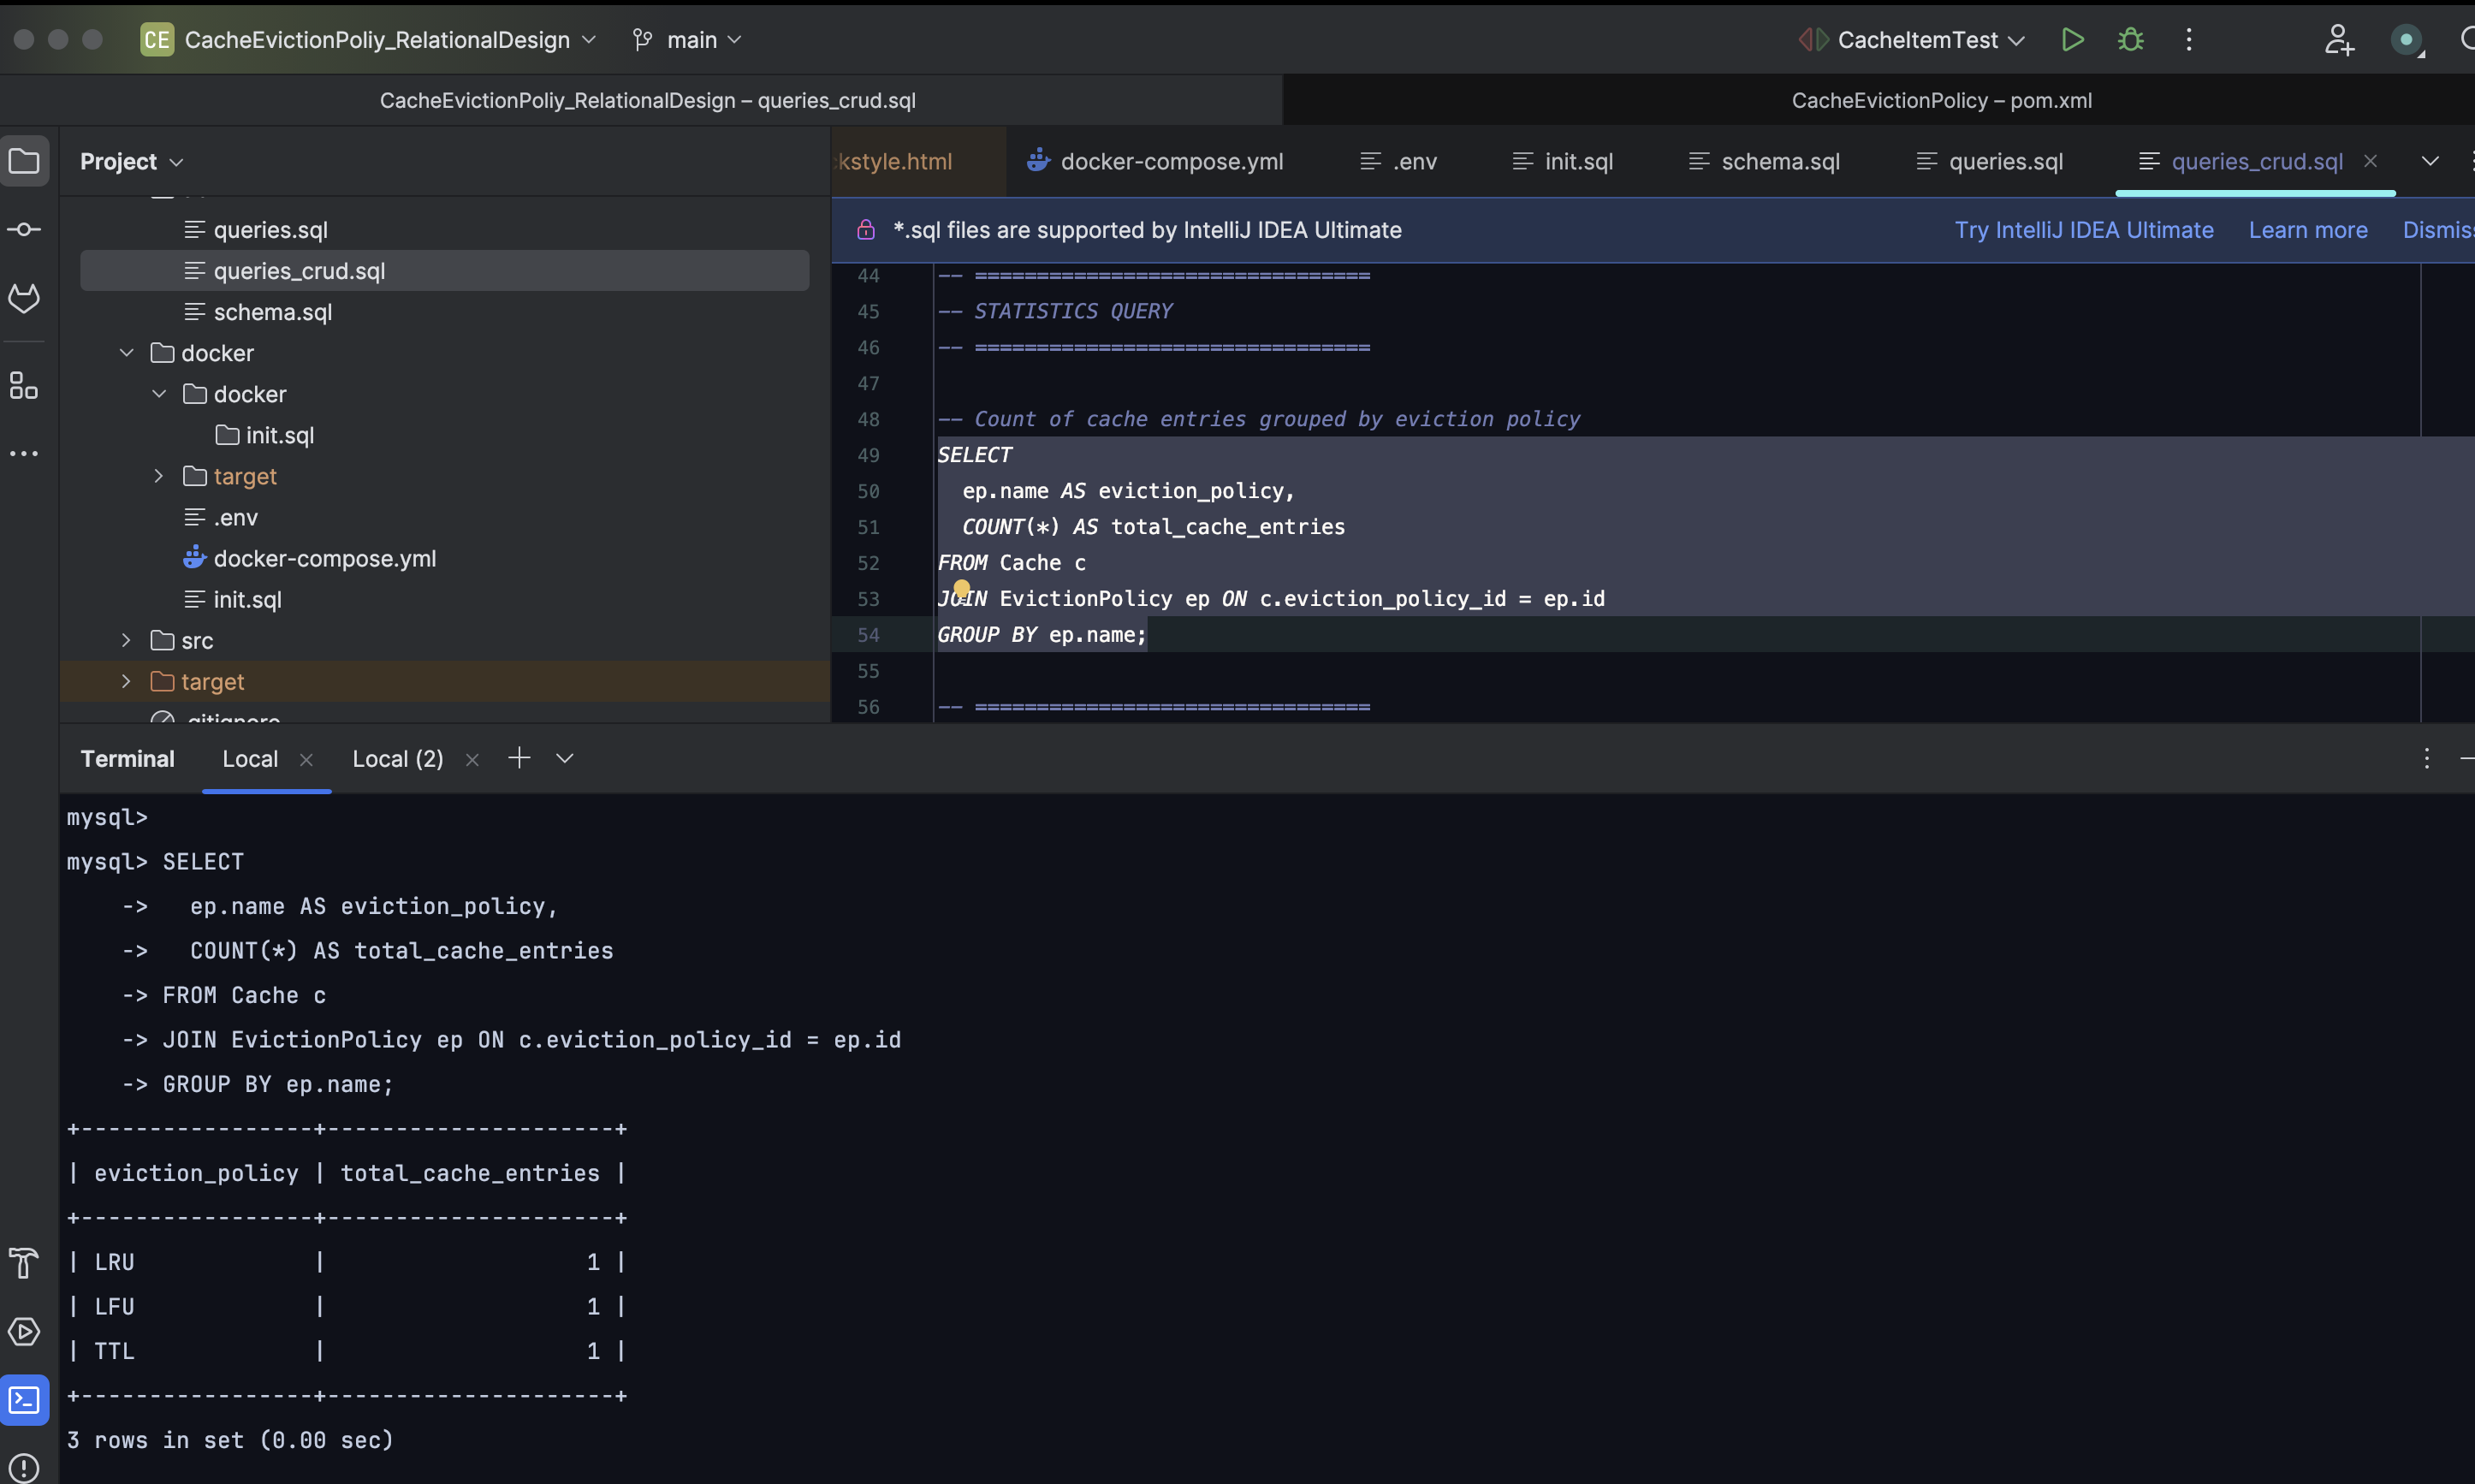 CE CacheEvictionPoliy_RelationalDesign main CacheItemTest
CacheEvictionPoliy_RelationalDesign – queries_crud.sql CacheEvictionPolicy – pom.xml
Project
kstyle.html docker-compose.yml .env init.sql schema.sql queries.sql queries_crud.sql
*.sql files are supported by IntelliJ IDEA Ultimate Try IntelliJ IDEA Ultimate Learn more Dismis
queries.sql
queries_crud.sql
schema.sql
docker
docker
init.sql
target
.env
docker-compose.yml
init.sql
src
target
.gitignore
44 -- ================================
45 -- STATISTICS QUERY
46 -- ================================
47
48 -- Count of cache entries grouped by eviction policy
49 SELECT
50   ep.name AS eviction_policy,
51   COUNT(*) AS total_cache_entries
52 FROM Cache c
53 JOIN EvictionPolicy ep ON c.eviction_policy_id = ep.id
54 GROUP BY ep.name;
55
56 -- ================================
Terminal Local Local (2)
mysql>
mysql> SELECT
    ->   ep.name AS eviction_policy,
    ->   COUNT(*) AS total_cache_entries
    -> FROM Cache c
    -> JOIN EvictionPolicy ep ON c.eviction_policy_id = ep.id
    -> GROUP BY ep.name;
+-----------------+---------------------+
| eviction_policy | total_cache_entries |
+-----------------+---------------------+
| LRU             |                   1 |
| LFU             |                   1 |
| TTL             |                   1 |
+-----------------+---------------------+
3 rows in set (0.00 sec)